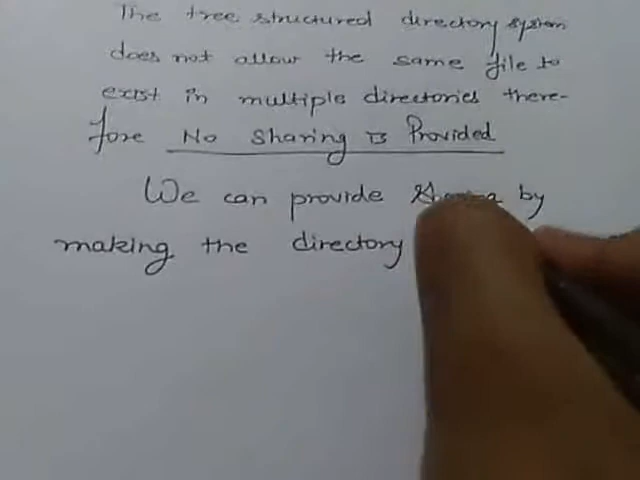 The tree structured directory system
does not allow the same file to
exist in multiple directories there-
fore No sharing is Provided
We can provide sharing by
making the directory